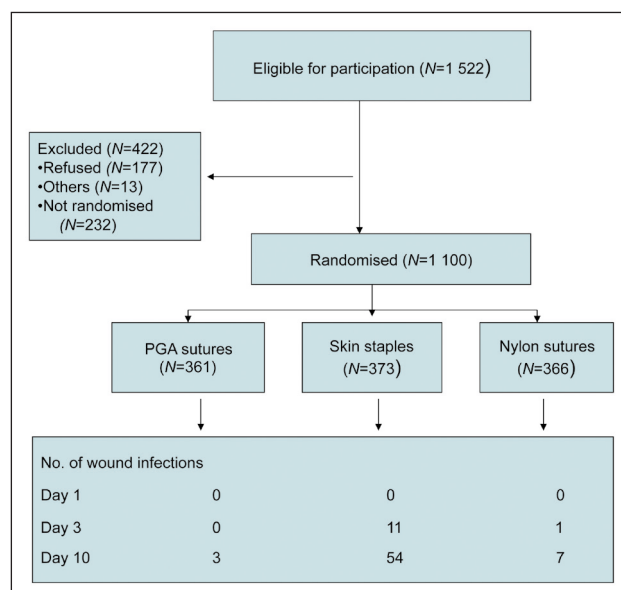 Eligible for participation (N=1 522)
Excluded (N=422)
•Refused (N=177)
•Others (N=13)
•Not randomised
(N=232)
Randomised (N=1 100)
PGA sutures
(N=361)
Skin staples
(N=373)
Nylon sutures
(N=366)
No. of wound infections
Day 1 0 0 0
Day 3 0 11 1
Day 10 3 54 7